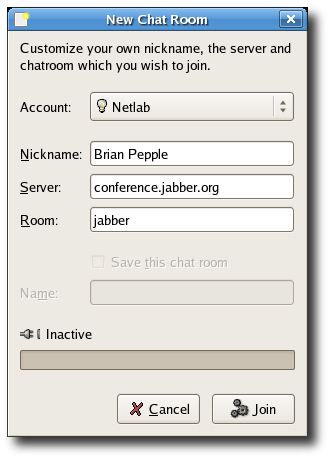 New Chat Room
Customize your own nickname, the server and
chatroom which you wish to join.
Account: Netlab
Nickname: Brian Pepple
Server: conference.jabber.org
Room: jabber
Save this chat room
Name:
Inactive
Cancel Join